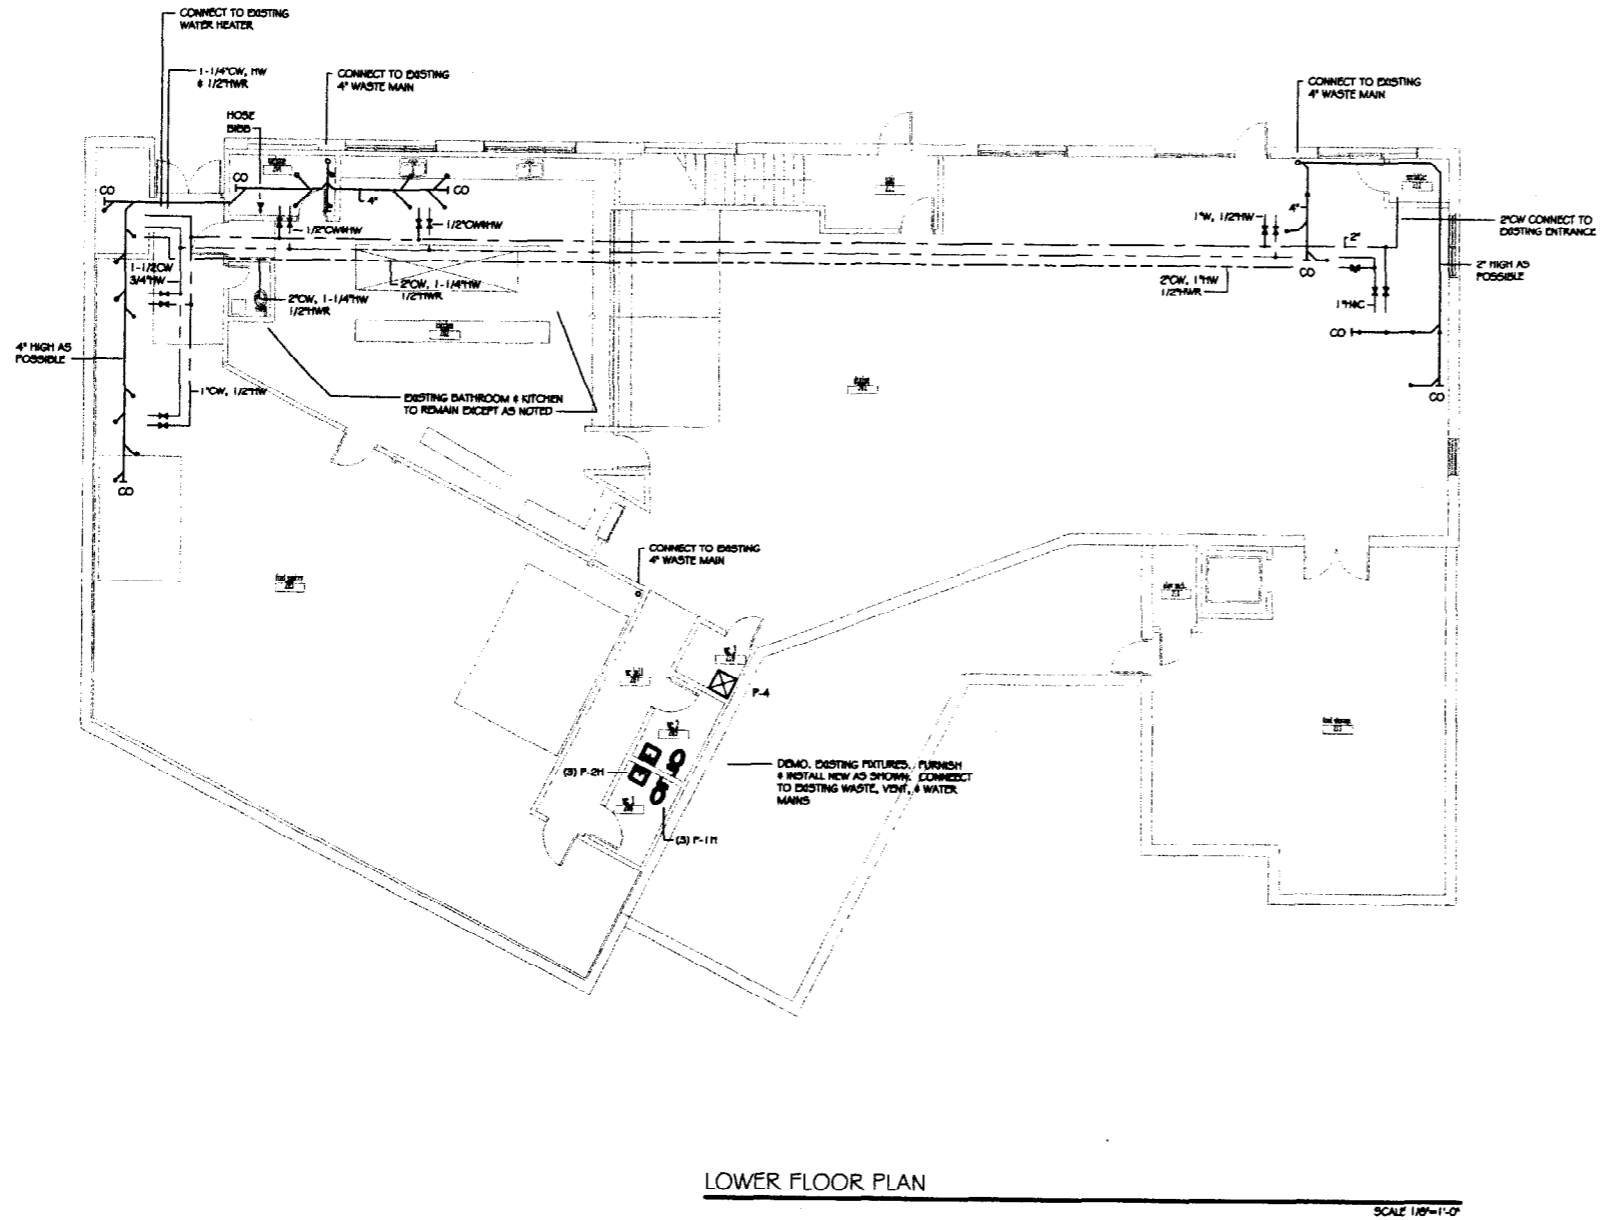 CONNECT TO EXISTING
WATER HEATER
1-1/4"CW, HW
& 1/2"HWR
CONNECT TO EXISTING
4" WASTE MAIN
HOSE
BIBB
CONNECT TO EXISTING
4" WASTE MAIN
CO
CO
CO
4"
1/2"CW&HW
1/2"CW&HW
1"W, 1/2"HW
4"
2"
2"CW CONNECT TO
EXISTING ENTRANCE
2" HIGH AS
POSSIBLE
1-1/2CW
3/4"HW
2"CW, 1-1/4"HW
1/2"HWR
2"CW, 1-1/4"HW
1/2"HWR
2"CW, 1"HW
1/2"HWR
CO
1"H&C
CO
CO
4" HIGH AS
POSSIBLE
1"CW, 1/2"HW
EXISTING BATHROOM & KITCHEN
TO REMAIN EXCEPT AS NOTED
CO
CONNECT TO EXISTING
4" WASTE MAIN
P-4
DEMO. EXISTING FIXTURES. FURNISH
& INSTALL NEW AS SHOWN. CONNEECT
TO EXISTING WASTE, VENT, & WATER
MAINS
(3) P-2H
(3) P-1H
LOWER FLOOR PLAN
SCALE 1/8"=1'-0"